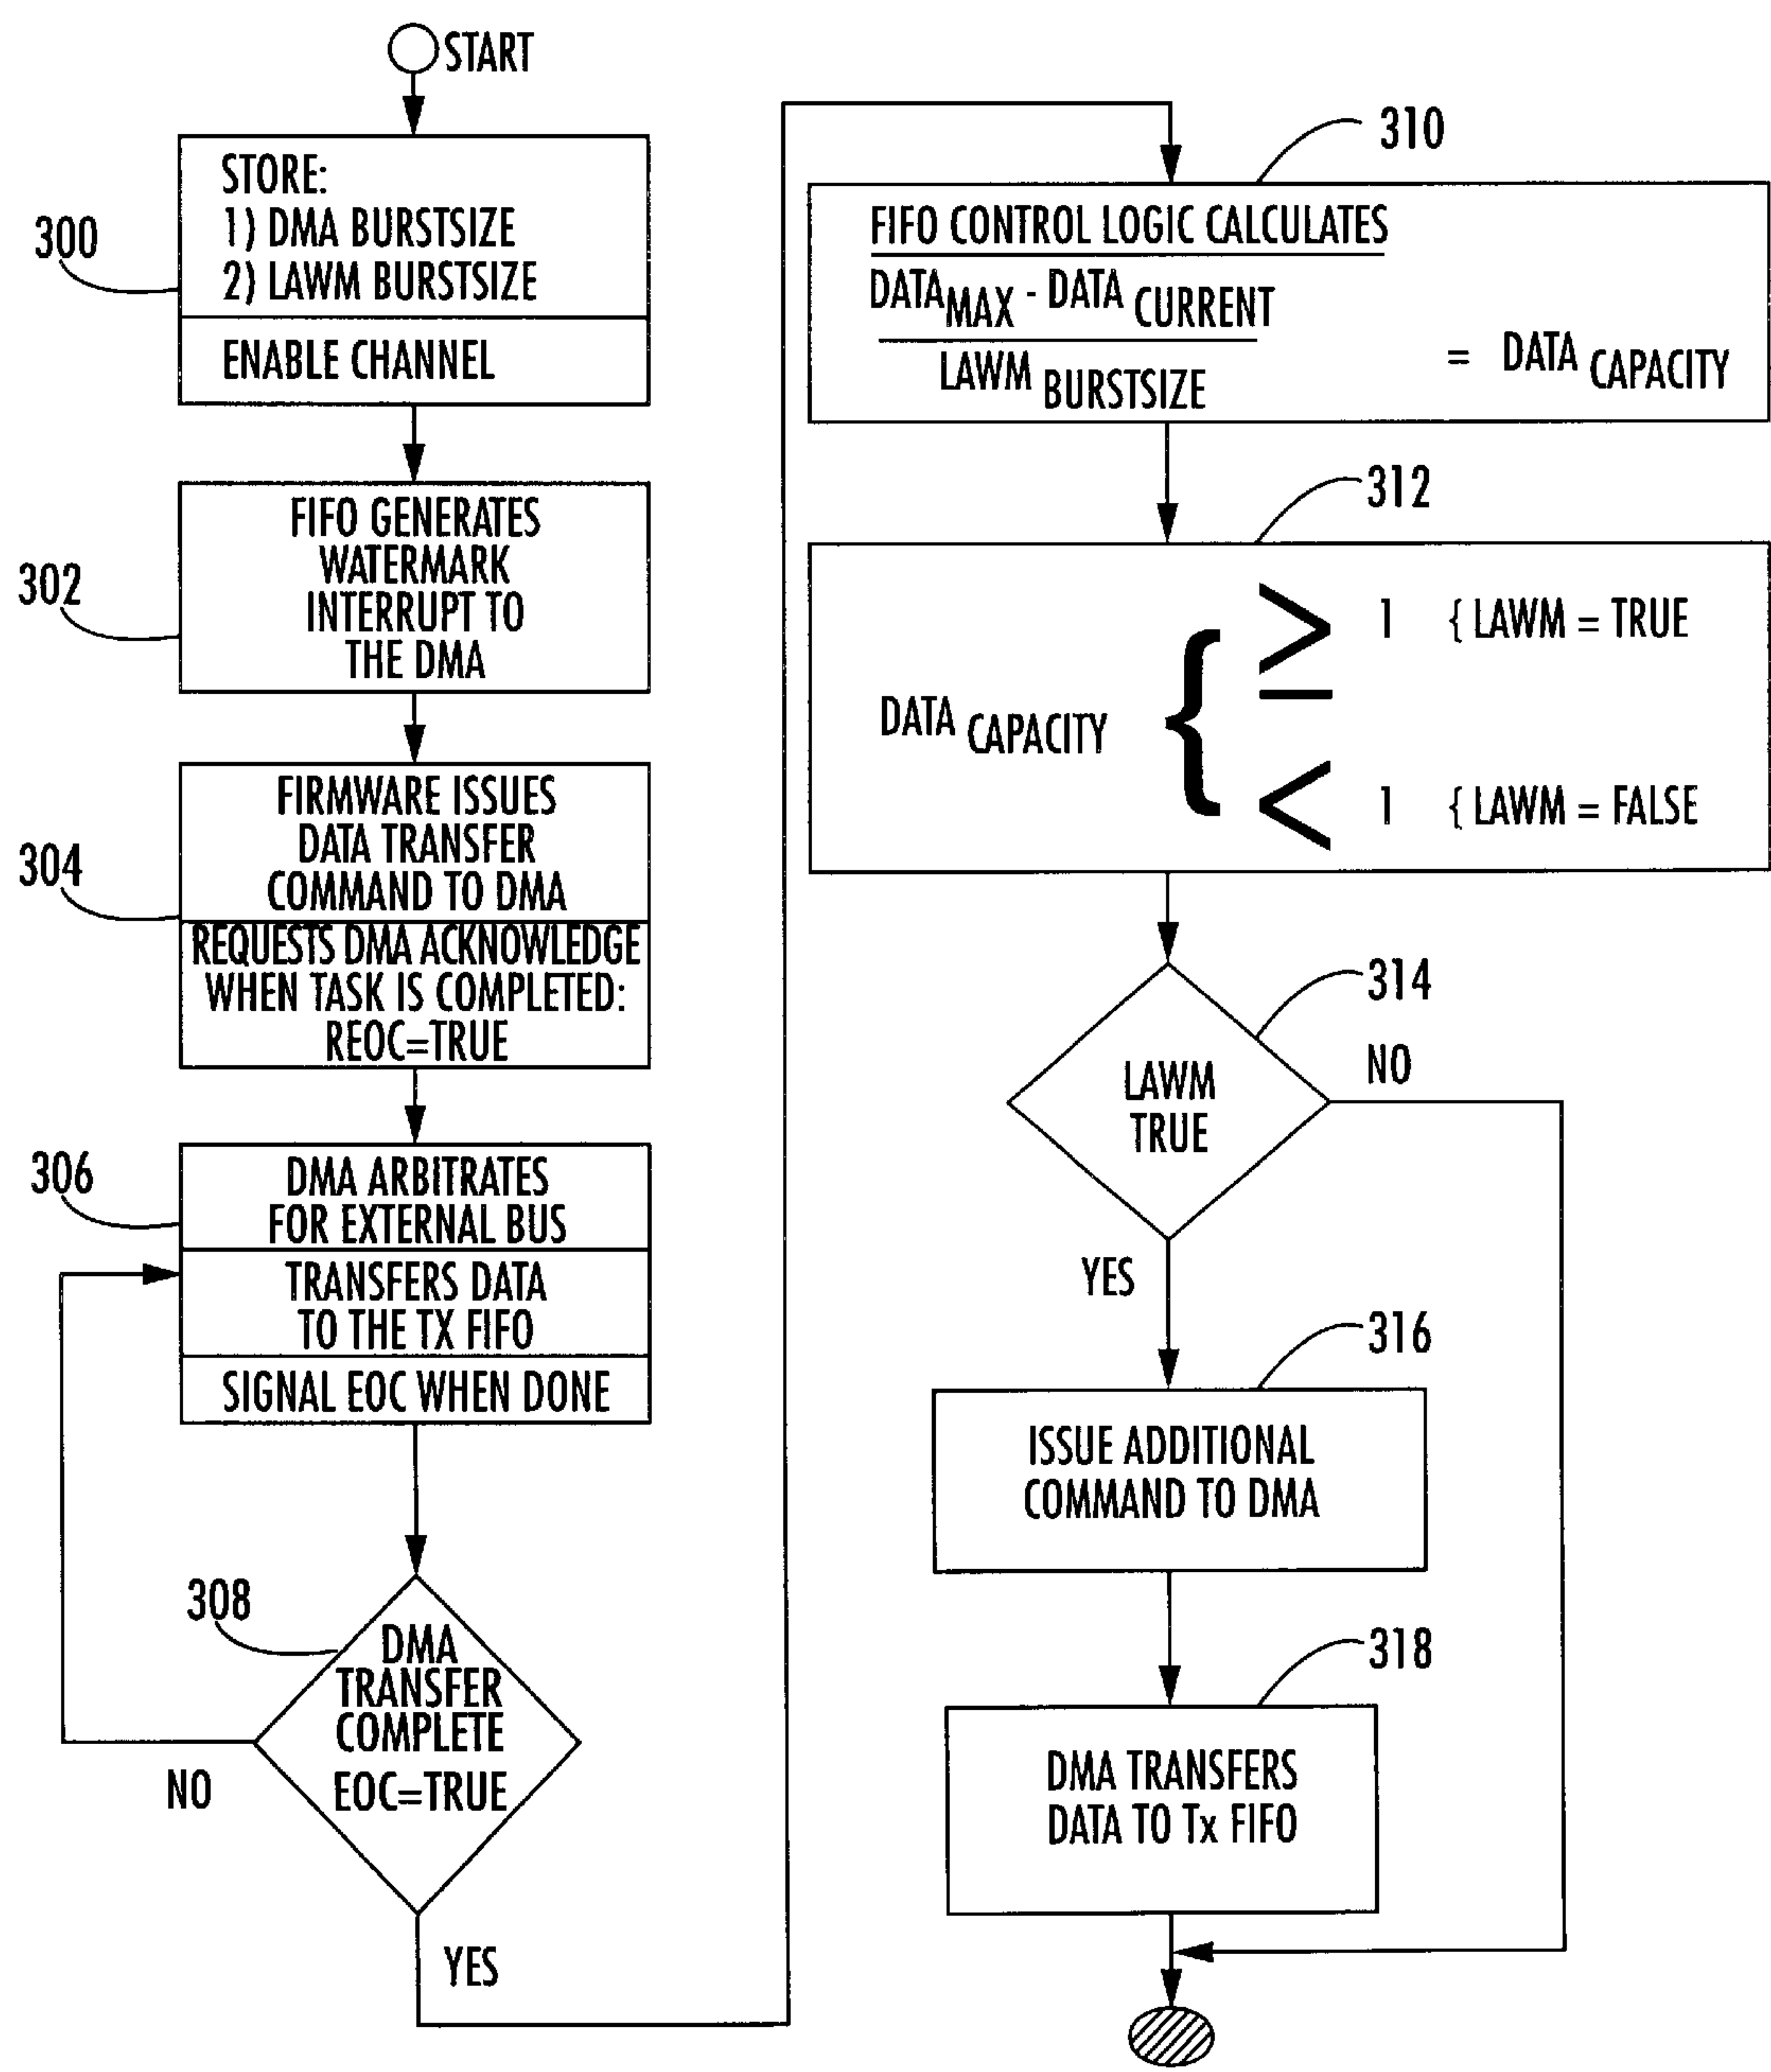 START
300
STORE:
1) DMA BURSTSIZE
2) LAWM BURSTSIZE
ENABLE CHANNEL
302
FIFO GENERATES
WATERMARK
INTERRUPT TO
THE DMA
304
FIRMWARE ISSUES
DATA TRANSFER
COMMAND TO DMA
REQUESTS DMA ACKNOWLEDGE
WHEN TASK IS COMPLETED:
REOC=TRUE
306
DMA ARBITRATES
FOR EXTERNAL BUS
TRANSFERS DATA
TO THE TX FIFO
SIGNAL EOC WHEN DONE
308
DMA
TRANSFER
COMPLETE
EOC=TRUE
NO
YES
310
FIFO CONTROL LOGIC CALCULATES
DATA MAX - DATA CURRENT
LAWM BURSTSIZE
= DATA CAPACITY
312
≥ 1 { LAWM = TRUE
DATA CAPACITY {
< 1 { LAWM = FALSE
314
LAWM
TRUE
NO
YES
316
ISSUE ADDITIONAL
COMMAND TO DMA
318
DMA TRANSFERS
DATA TO Tx FIFO